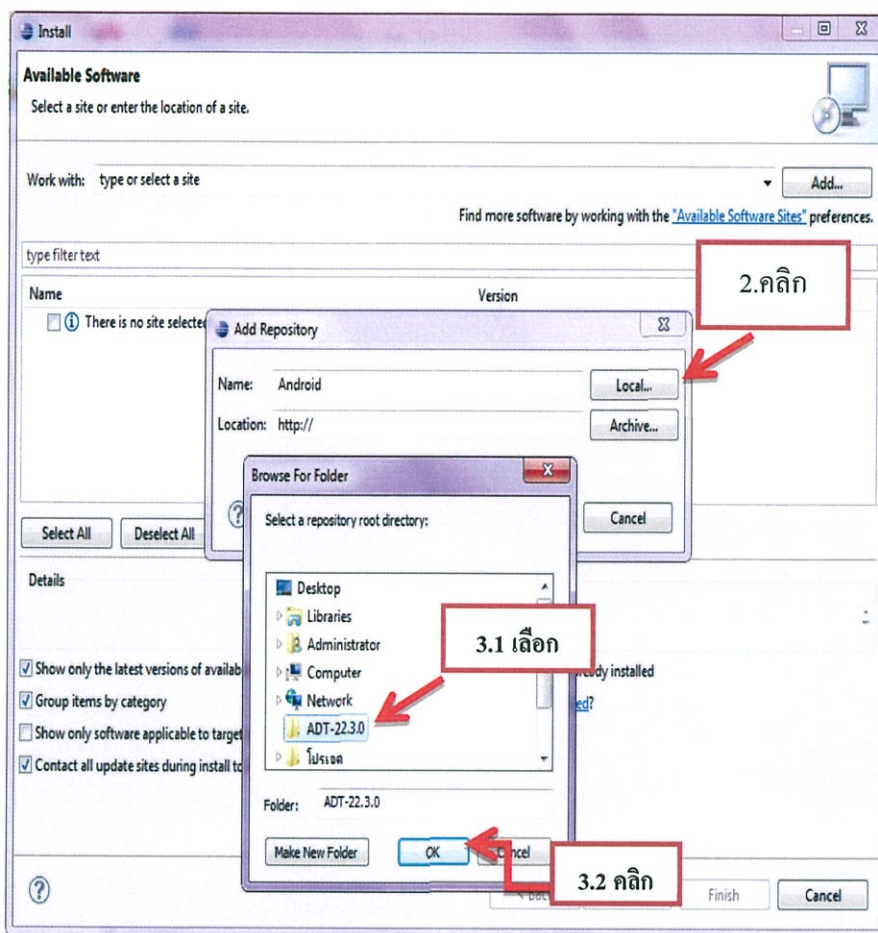 Install
Available Software
Select a site or enter the location of a site.
Work with: type or select a site
Add...
Find more software by working with the "Available Software Sites" preferences.
type filter text
Name Version
2.คลิก
There is no site selected
Add Repository
Name: Android Local...
Location: http:// Archive...
Cancel
Browse For Folder
Select a repository root directory:
Desktop
Libraries
Administrator
Computer
Network
ADT-22.3.0
โปรเจค
3.1 เลือก
Folder: ADT-22.3.0
Make New Folder OK Cancel
3.2 คลิก
Select All Deselect All
Details
Show only the latest versions of availab
already installed
Group items by category
ed?
Show only software applicable to target
Contact all update sites during install to
Finish Cancel